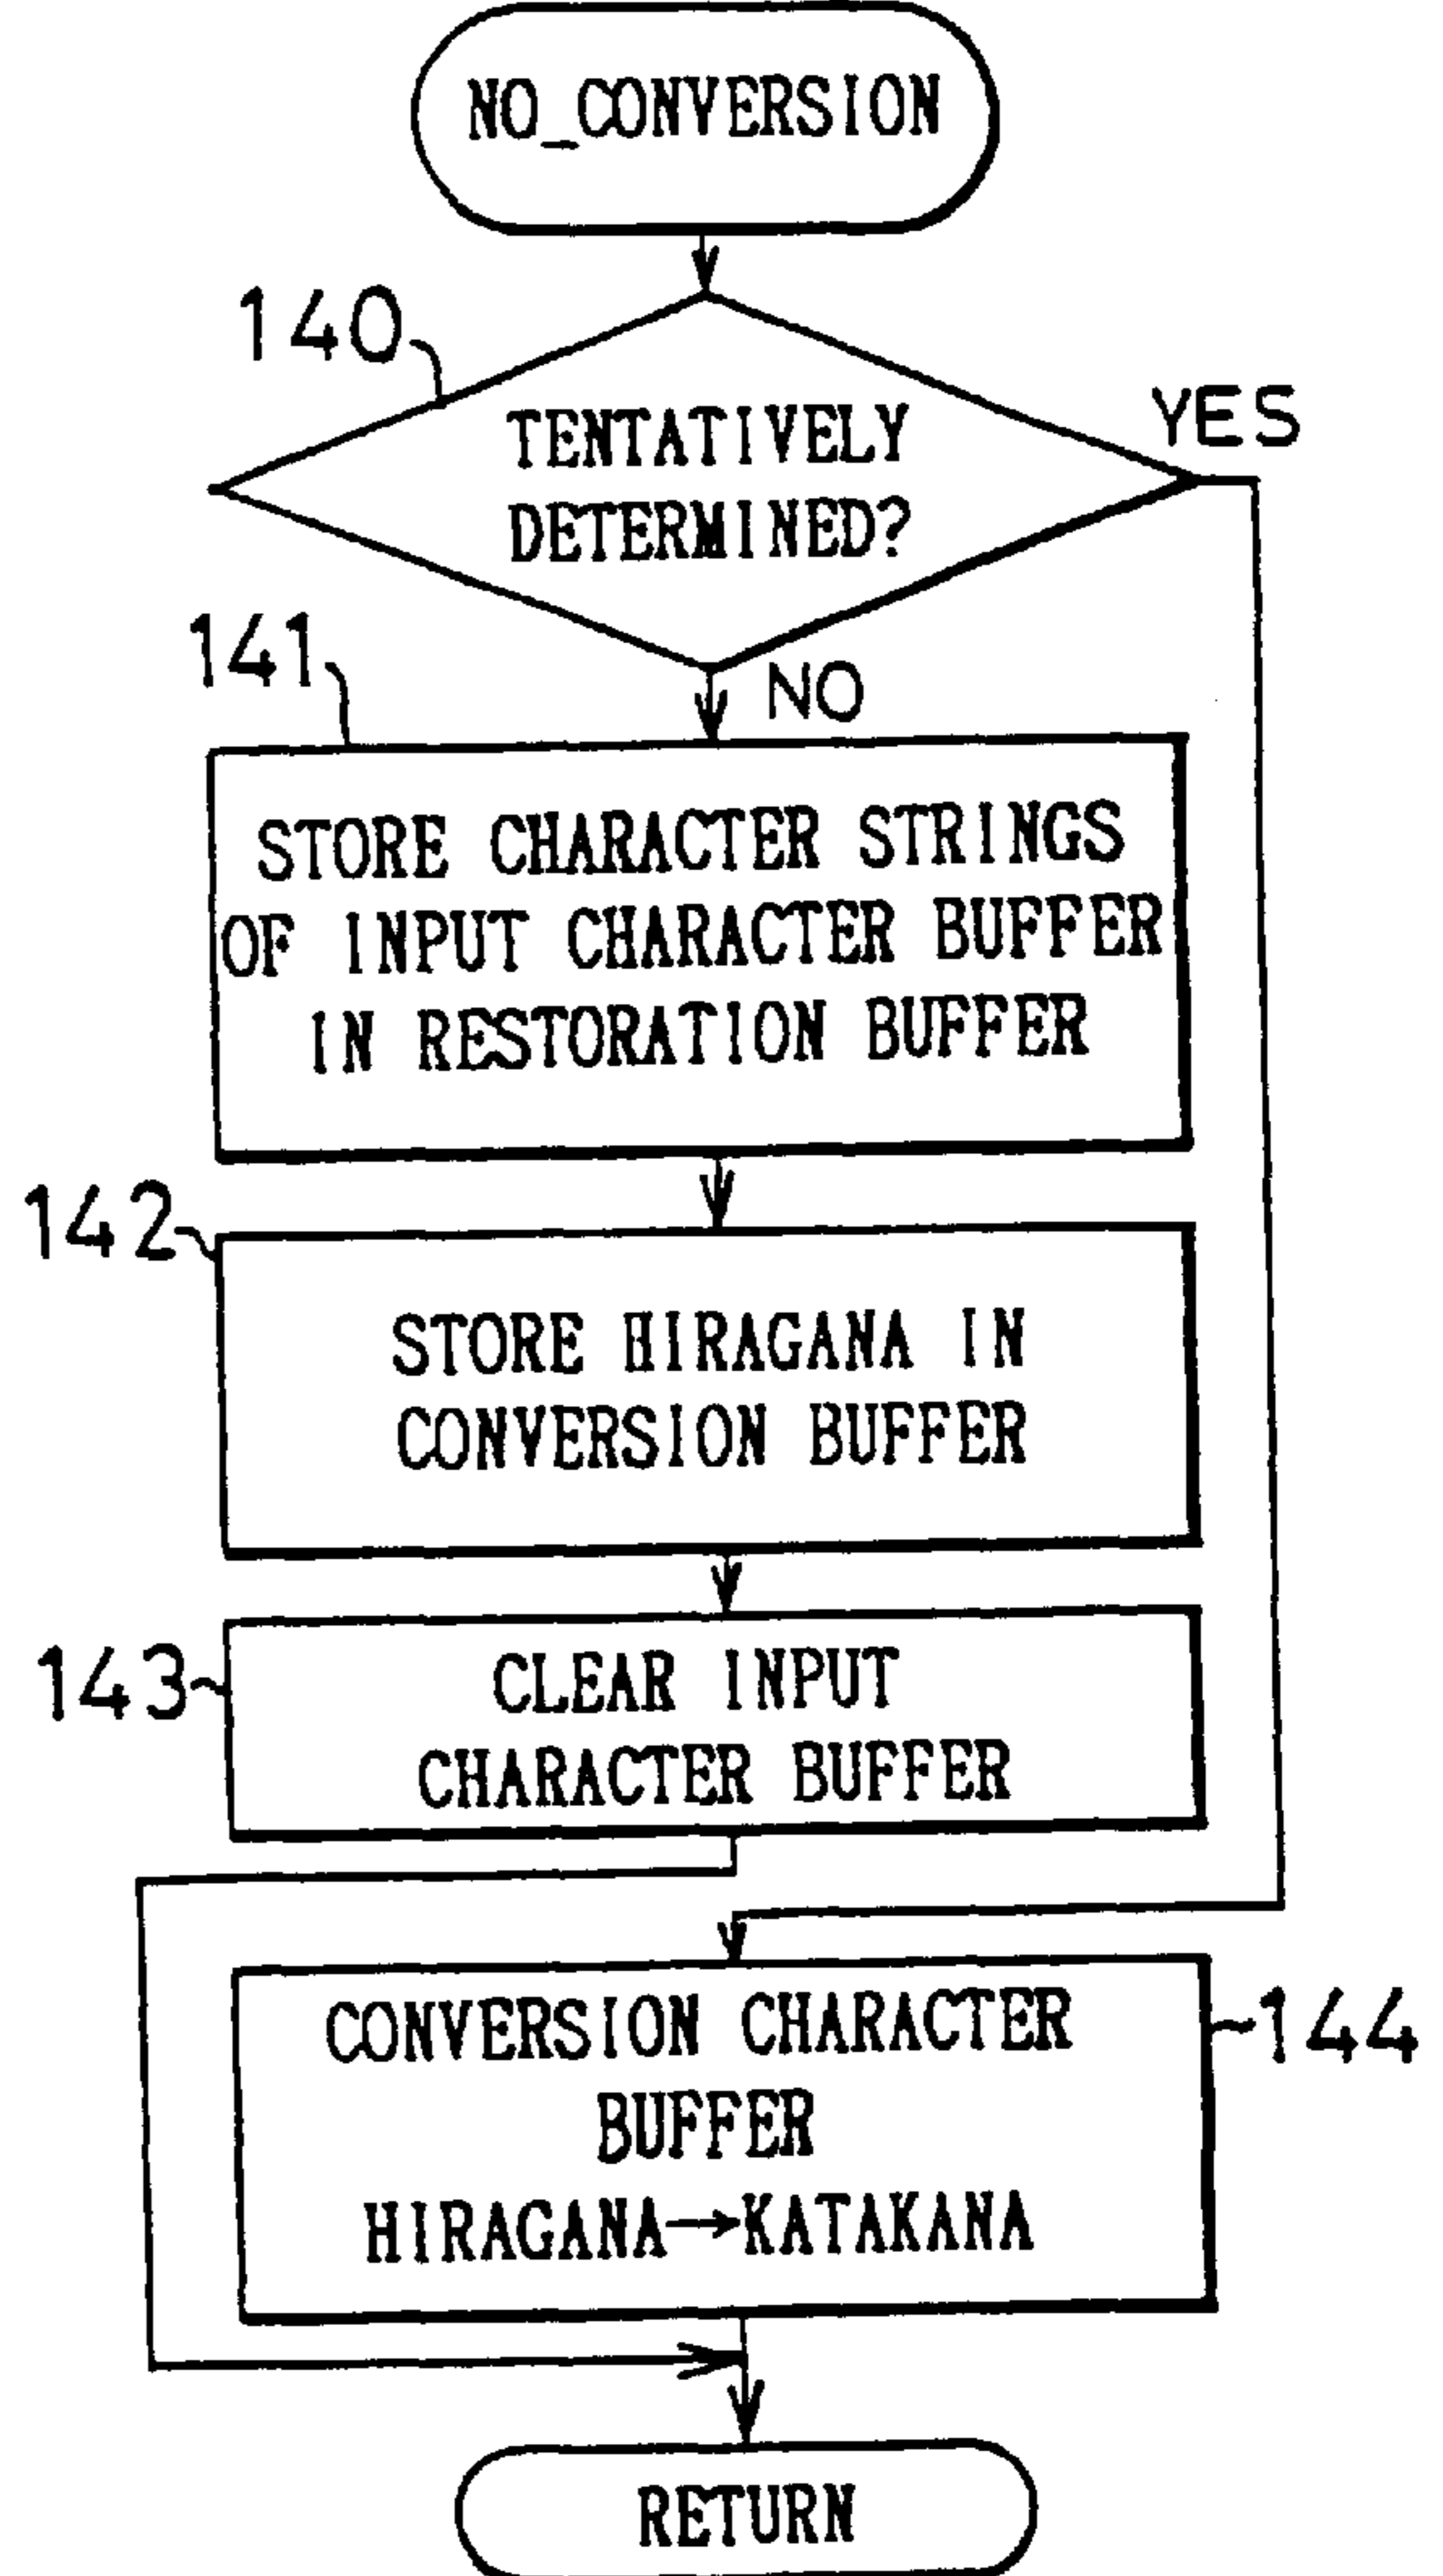 NO_CONVERSION
140
YES
TENTATIVELY
DETERMINED?
141
NO
STORE CHARACTER STRINGS
OF INPUT CHARACTER BUFFER
IN RESTORATION BUFFER
142
STORE HIRAGANA IN
CONVERSION BUFFER
143
CLEAR INPUT
CHARACTER BUFFER
CONVERSION CHARACTER
BUFFER
HIRAGANA→KATAKANA
144
RETURN